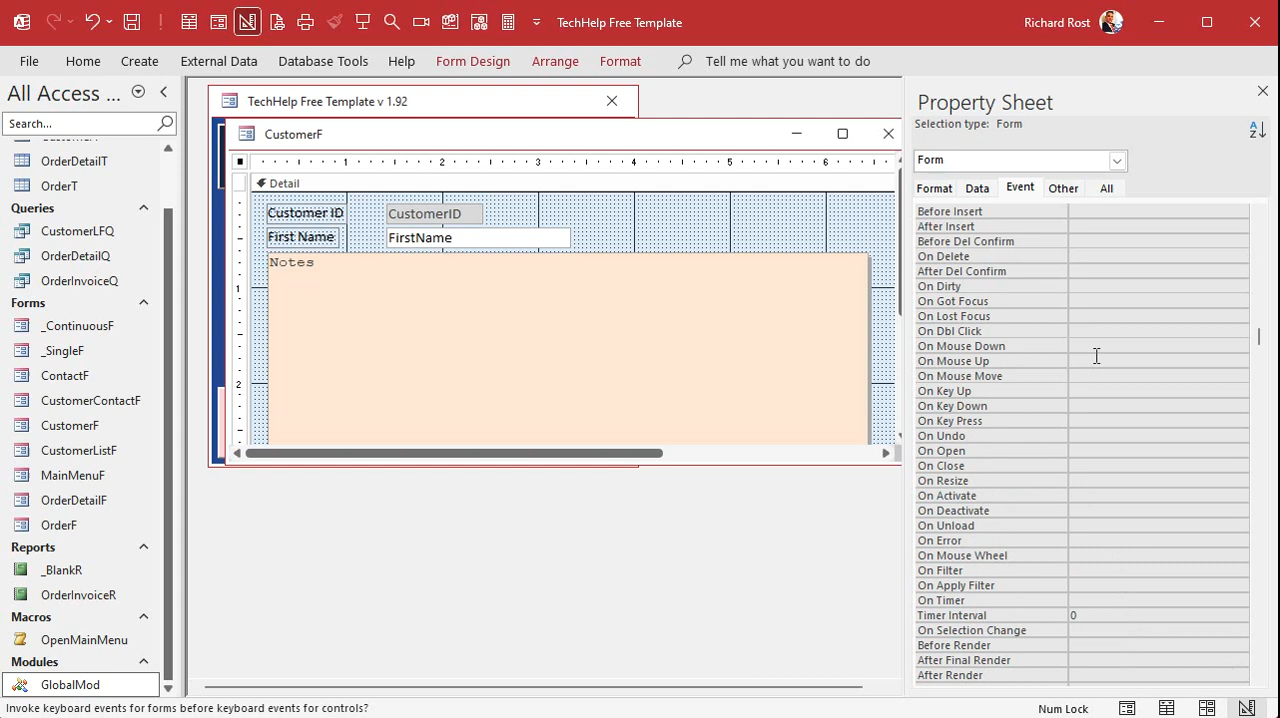 TechHelp Free Template
Richard Rost
File
Home
Create
External Data
Database Tools
Help
Form Design
Arrange
Format
Tell me what you want to do
All Access ...
Search...
OrderDetailT
OrderT
Queries
CustomerLFQ
OrderDetailQ
OrderInvoiceQ
Forms
_ContinuousF
_SingleF
ContactF
CustomerContactF
CustomerF
CustomerListF
MainMenuF
OrderDetailF
OrderF
Reports
_BlankR
OrderInvoiceR
Macros
OpenMainMenu
Modules
GlobalMod
TechHelp Free Template v 1.92
CustomerF
1 2 3 4 5 6
Detail
Customer ID CustomerID
First Name FirstName
Notes
1
2
Property Sheet
Selection type: Form
Form
Format Data Event Other All
Before Insert
After Insert
Before Del Confirm
On Delete
After Del Confirm
On Dirty
On Got Focus
On Lost Focus
On Dbl Click
On Mouse Down
On Mouse Up
On Mouse Move
On Key Up
On Key Down
On Key Press
On Undo
On Open
On Close
On Resize
On Activate
On Deactivate
On Unload
On Error
On Mouse Wheel
On Filter
On Apply Filter
On Timer
Timer Interval 0
On Selection Change
Before Render
After Final Render
After Render
Invoke keyboard events for forms before keyboard events for controls?
Num Lock